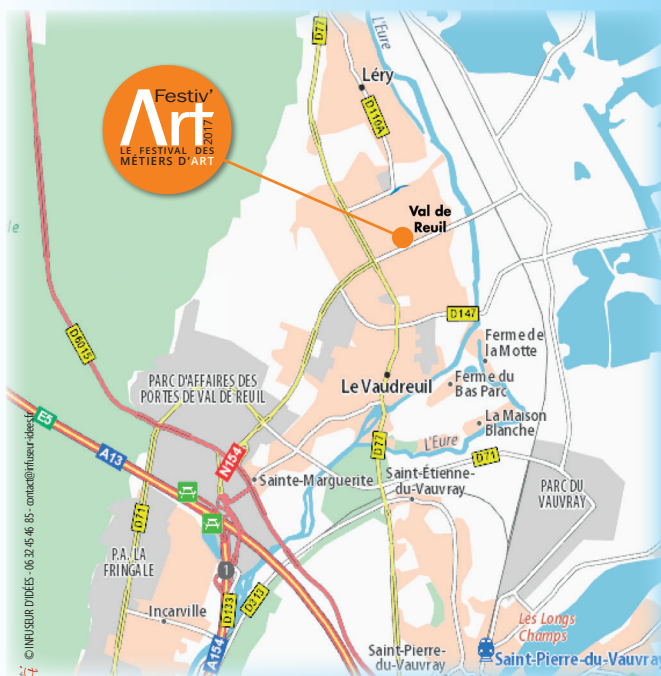 D77
l'Eure
Léry
D110A
Festiv'
Art
2017
LE FESTIVAL DES
MÉTIERS D'ART
Val de
Reuil
D6015
D147
Ferme de
la Motte
PARC D'AFFAIRES DES
PORTES DE VAL DE REUIL
Le Vaudreuil
Ferme du
Bas Parc
E5
La Maison
Blanche
A13
N154
D77
l'Eure
D71
Sainte-Marguerite
Saint-Étienne-
du-Vauvray
PARC DU
VAUVRAY
D71
P.A. LA
FRINGALE
1
D313
D133
Incarville
A154
Les Longs
Champs
Saint-Pierre-
du-Vauvray
Saint-Pierre-du-Vauvray
© INFUSEUR D'IDÉES - 06 32 45 46 85 - contact@infuseur-idees.fr